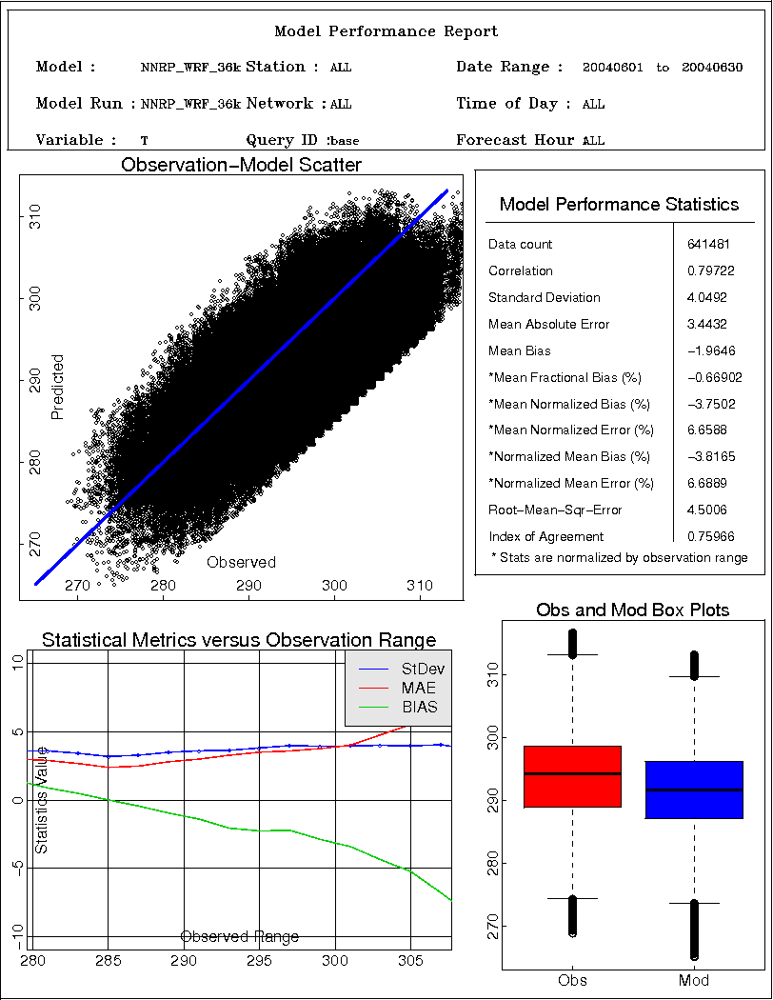 Model Performance Report
Model : NNRP_WRF_36k Station : ALL Date Range : 20040601 to 20040630
Model Run : NNRP_WRF_36k Network : ALL Time of Day : ALL
Variable : T Query ID : base Forecast Hour : ALL
Observation−Model Scatter
310
300
290
280
270
Predicted
Observed
270 280 290 300 310
Model Performance Statistics
Data count 641481
Correlation 0.79722
Standard Deviation 4.0492
Mean Absolute Error 3.4432
Mean Bias −1.9646
*Mean Fractional Bias (%) −0.66902
*Mean Normalized Bias (%) −3.7502
*Mean Normalized Error (%) 6.6588
*Normalized Mean Bias (%) −3.8165
*Normalized Mean Error (%) 6.6889
Root−Mean−Sqr−Error 4.5006
Index of Agreement 0.75966
* Stats are normalized by observation range
Statistical Metrics versus Observation Range
StDev
MAE
BIAS
10
5
0
−5
−10
Statistics Value
Observed Range
280 285 290 295 300 305
Obs and Mod Box Plots
310
300
290
280
270
Obs Mod